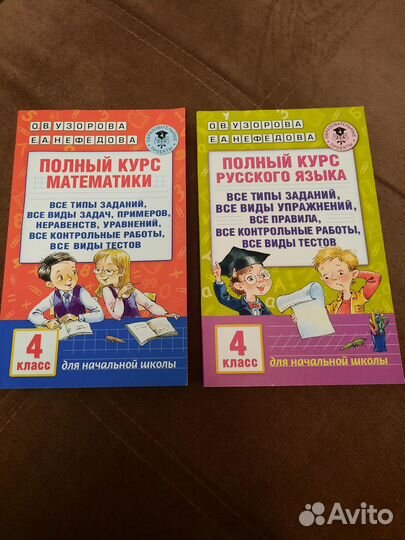 О.В. УЗОРОВА
Е.А. НЕФЕДОВА
ПОЛНЫЙ КУРС
МАТЕМАТИКИ
ВСЕ ТИПЫ ЗАДАНИЙ,
ВСЕ ВИДЫ ЗАДАЧ, ПРИМЕРОВ,
НЕРАВЕНСТВ, УРАВНЕНИЙ,
ВСЕ КОНТРОЛЬНЫЕ РАБОТЫ,
ВСЕ ВИДЫ ТЕСТОВ
4
КЛАСС
для начальной школы
О.В. УЗОРОВА
Е.А. НЕФЕДОВА
ПОЛНЫЙ КУРС
РУССКОГО ЯЗЫКА
ВСЕ ТИПЫ ЗАДАНИЙ,
ВСЕ ВИДЫ УПРАЖНЕНИЙ,
ВСЕ ПРАВИЛА,
ВСЕ КОНТРОЛЬНЫЕ РАБОТЫ,
ВСЕ ВИДЫ ТЕСТОВ
4
КЛАСС
для начальной школы
Avito